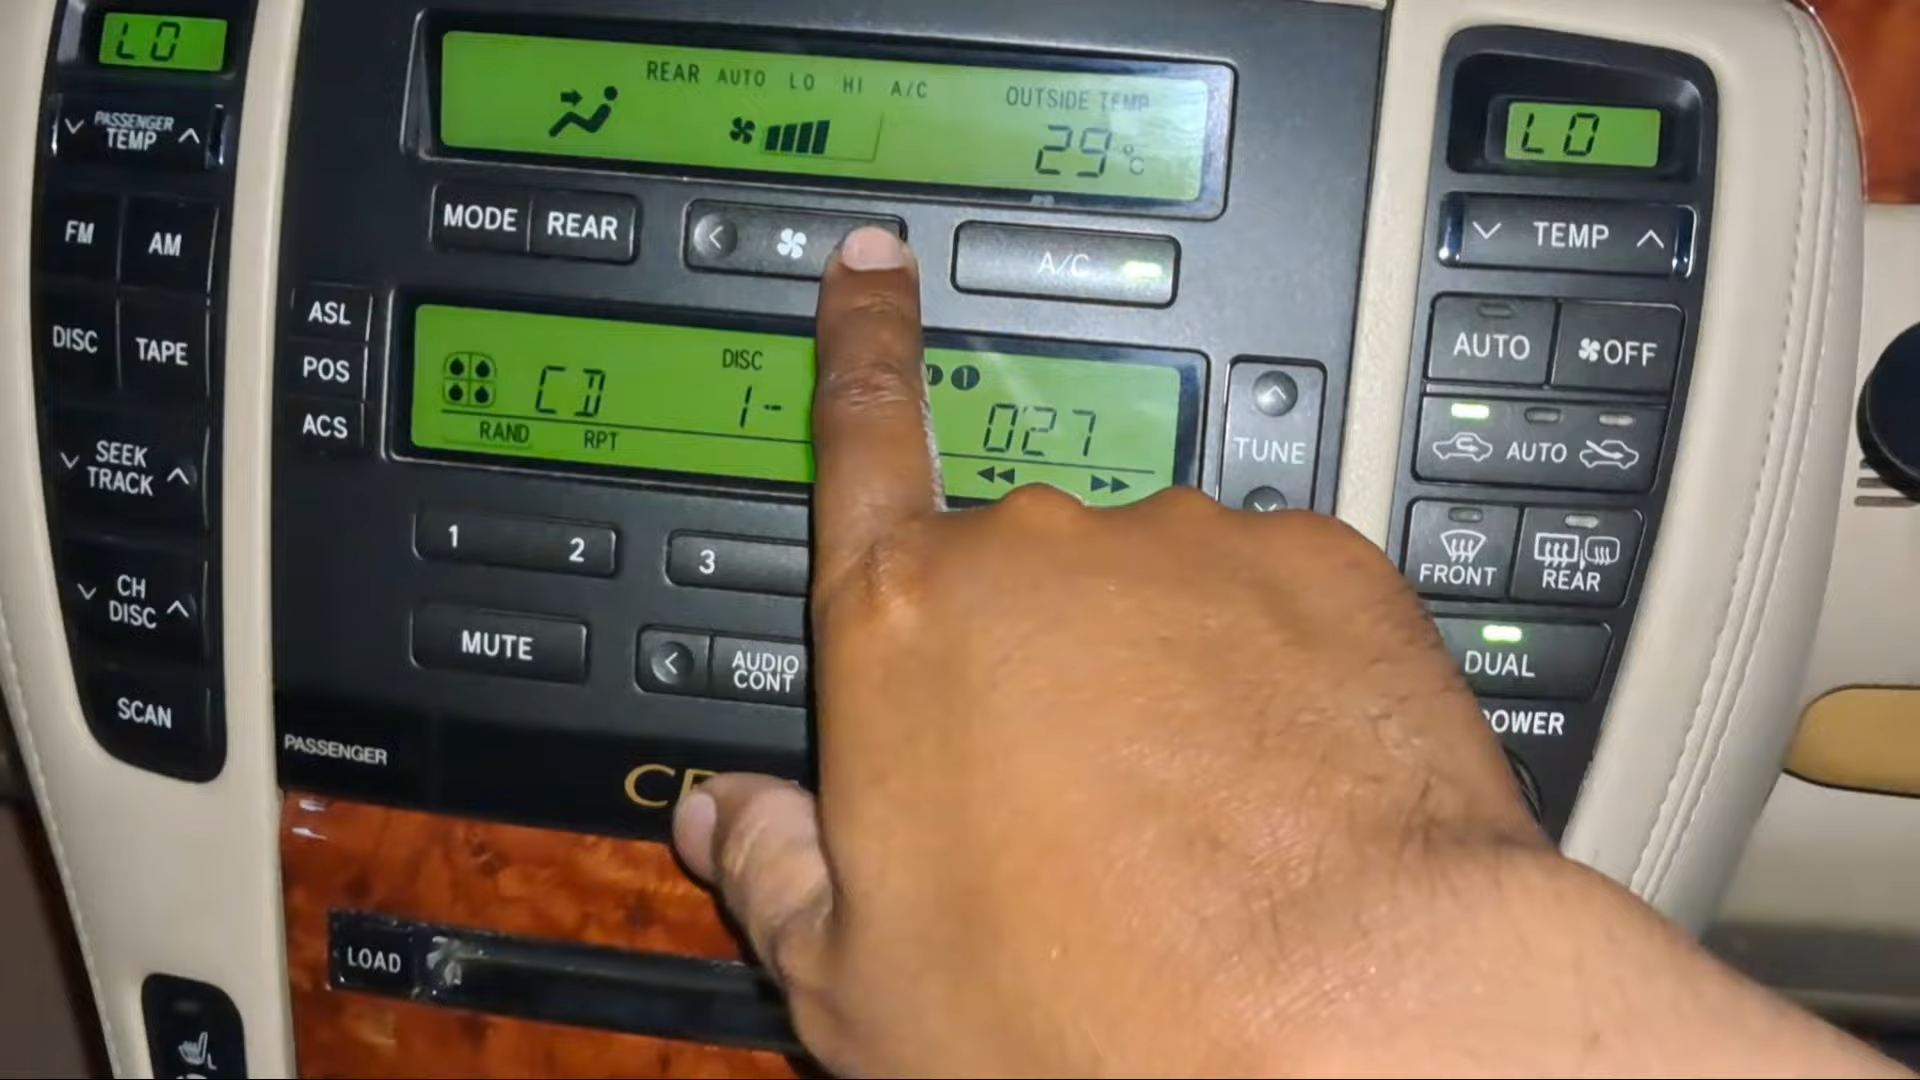 LO
PASSENGER
TEMP
FM
AM
DISC
TAPE
SEEK
TRACK
CH
DISC
SCAN
REAR AUTO LO HI A/C
OUTSIDE TEMP
29°C
MODE
REAR
A/C
ASL
POS
ACS
CD
DISC
1-
027
RAND
RPT
TUNE
1
2
3
MUTE
AUDIO
CONT
PASSENGER
LOAD
L
LO
TEMP
AUTO
OFF
AUTO
FRONT
REAR
DUAL